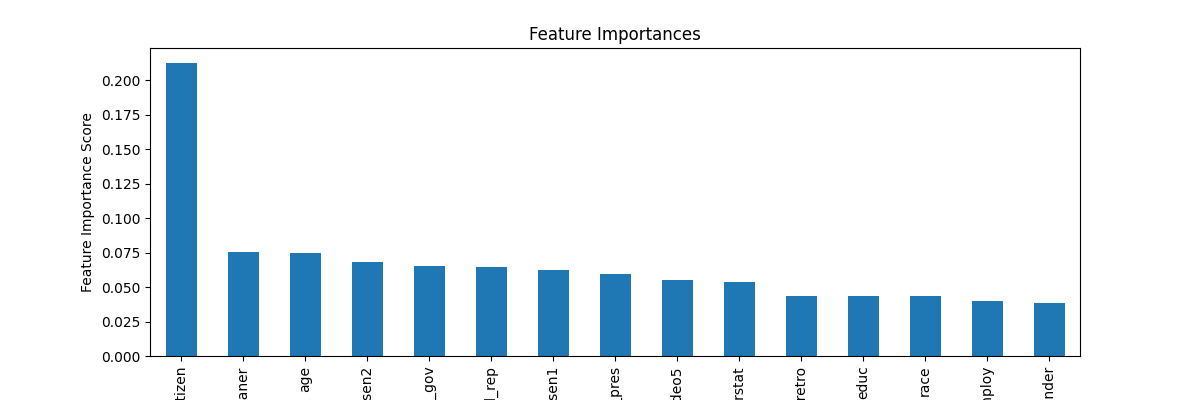 Feature Importances
Feature Importance Score
0.200
0.175
0.150
0.125
0.100
0.075
0.050
0.025
0.000
tizen
aner
age
sen2
_gov
l_rep
sen1
_pres
deo5
rstat
retro
educ
race
nploy
nder